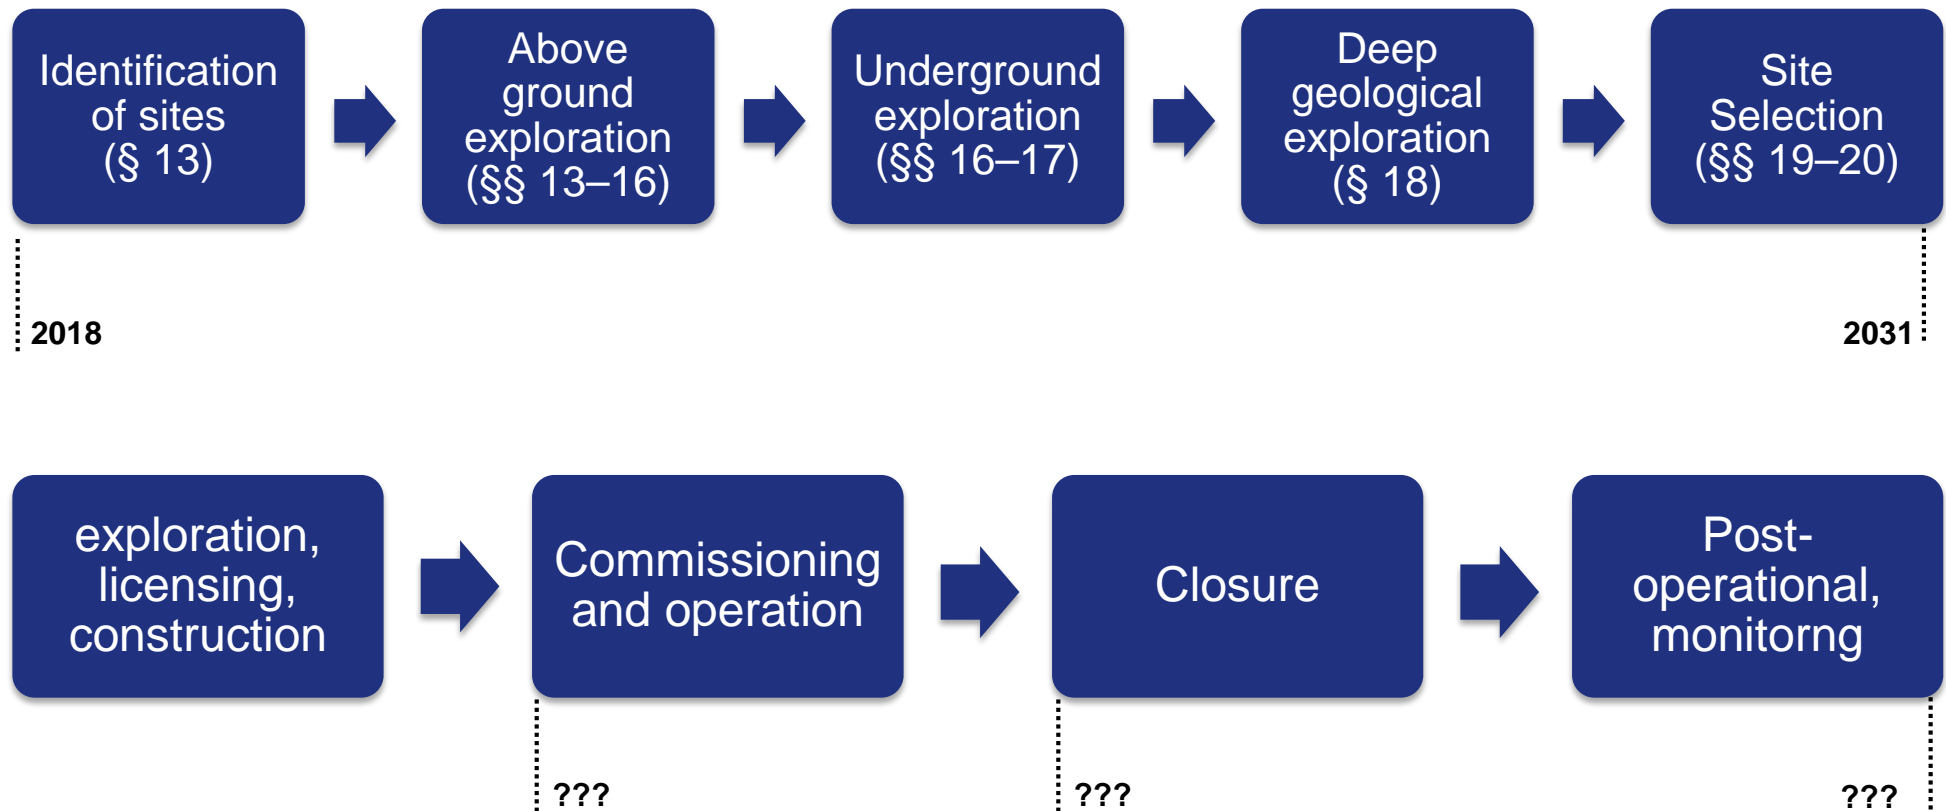 Identification
of sites
(§ 13)
Above
ground
exploration
(§§ 13–16)
Underground
exploration
(§§ 16–17)
Deep
geological
exploration
(§ 18)
Site
Selection
(§§ 19–20)
2018
2031
exploration,
licensing,
construction
Commissioning
and operation
Closure
Post-
operational,
monitorng
???
???
???